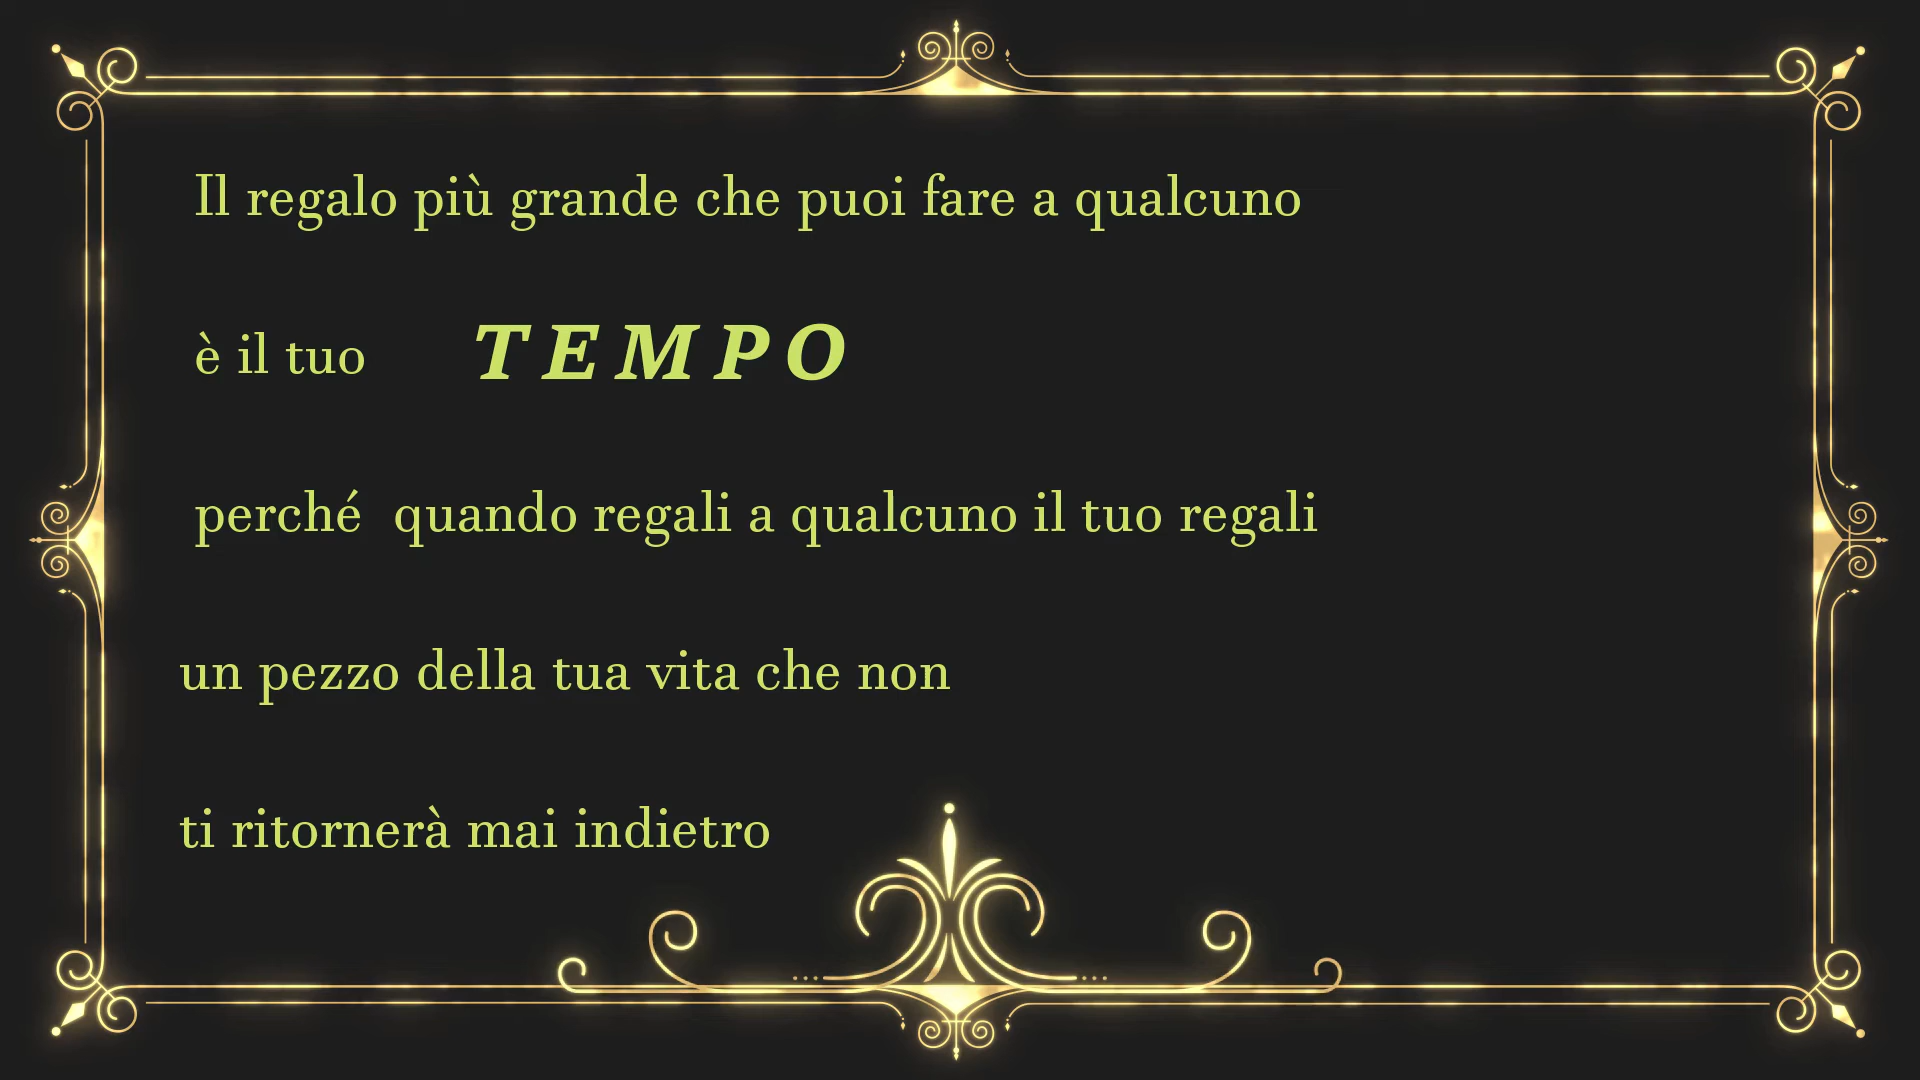 Il regalo più grande che puoi fare a qualcuno
è il tuo TEMPO
perché quando regali a qualcuno il tuo regali
un pezzo della tua vita che non
ti ritornerà mai indietro